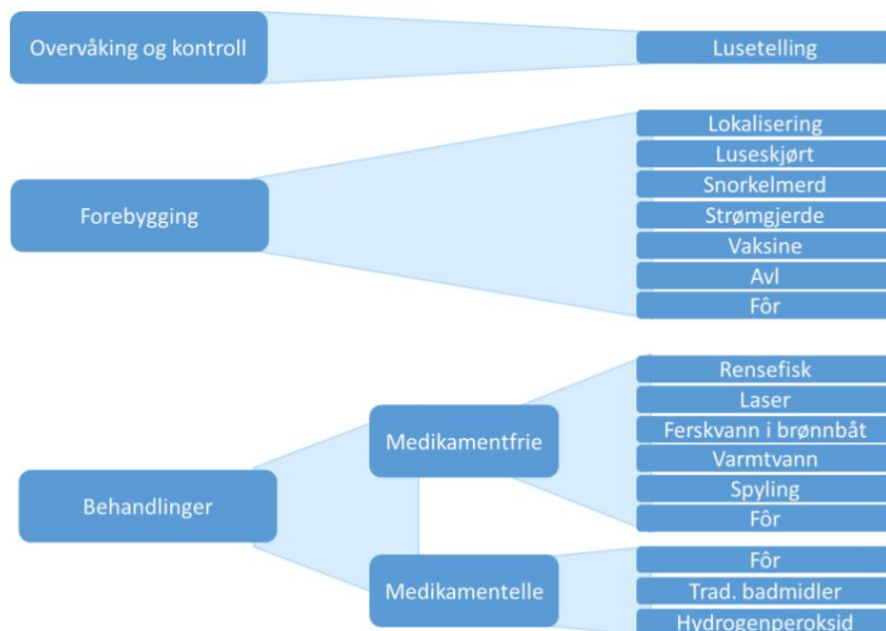 Overvåking og kontroll
Lusetelling
Forebygging
Lokalisering
Luseskjørt
Snorkelmerd
Strømgjerde
Vaksine
Avl
Fôr
Behandlinger
Medikamentfrie
Rensefisk
Laser
Ferskvann i brønnbåt
Varmtvann
Spyling
Fôr
Medikamentelle
Fôr
Trad. badmidler
Hydrogenperoksid